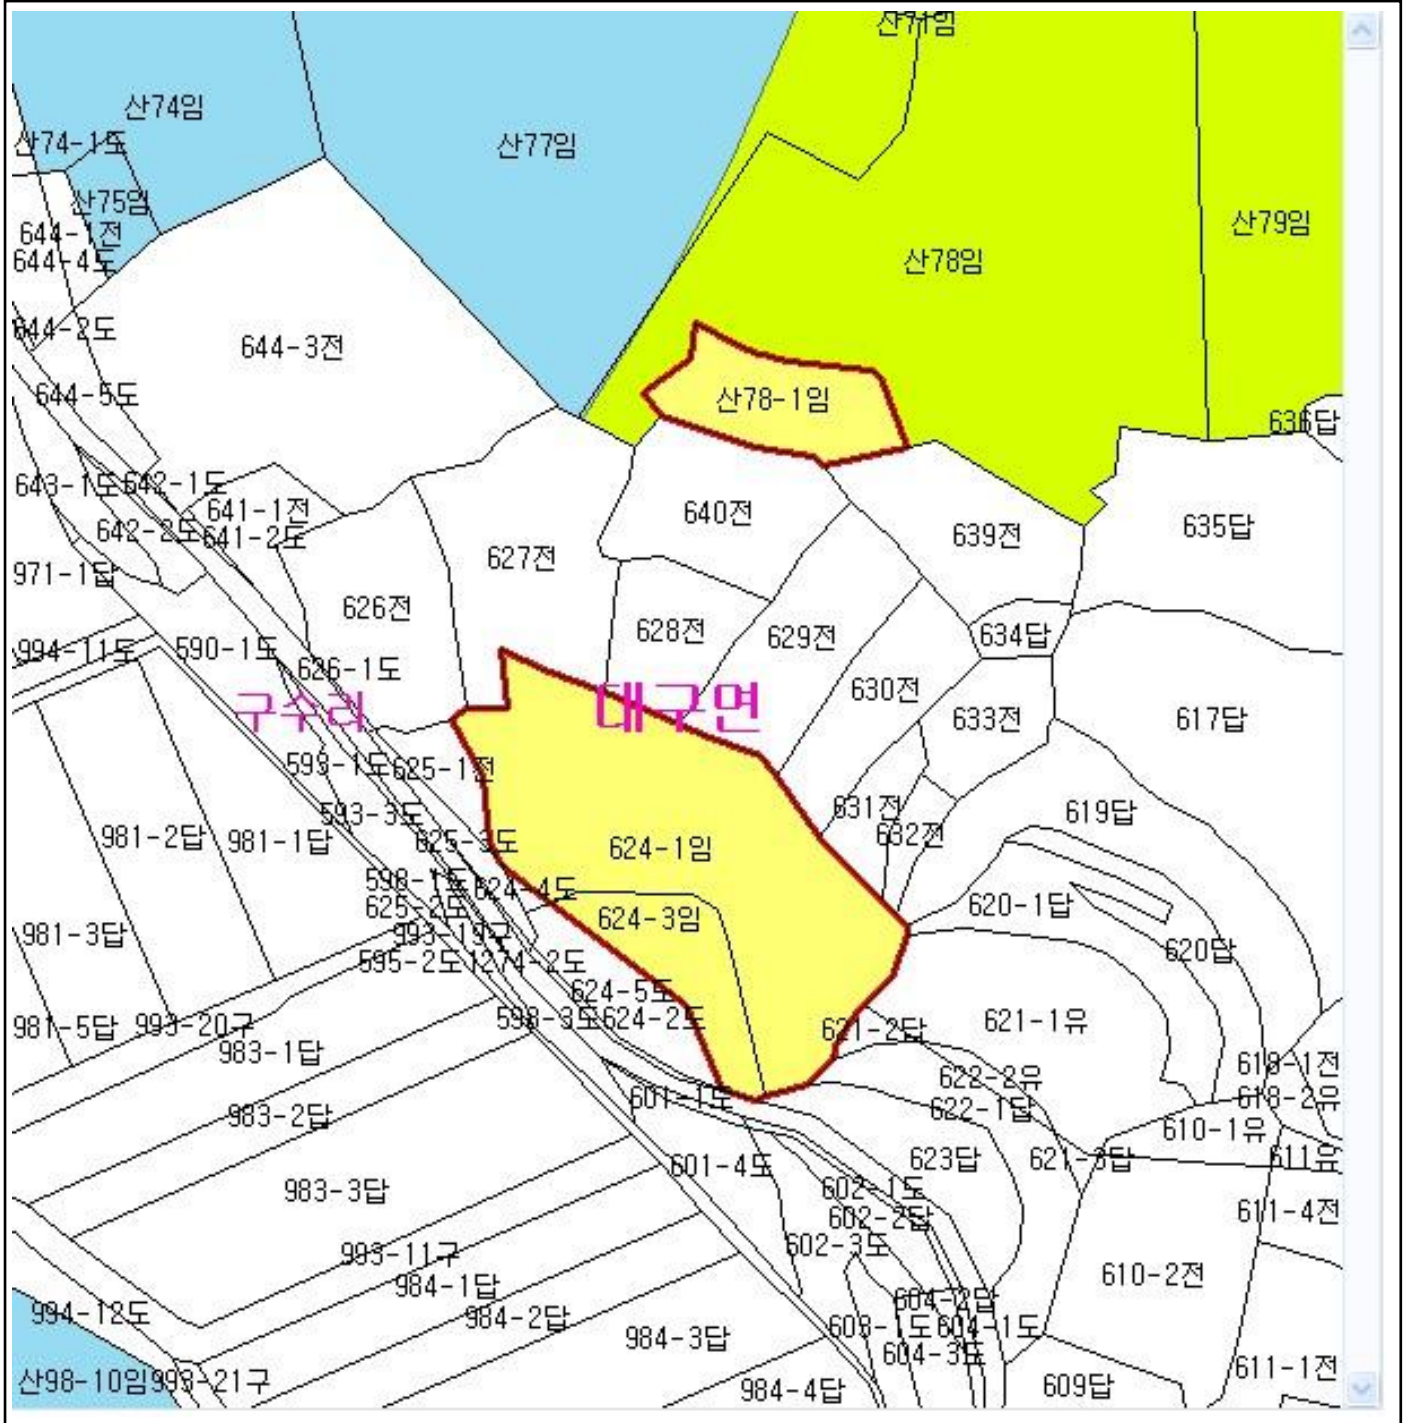 산71임
산74임
산74-1도
산77임
산75임
산79임
644-1전
644-4도
산78임
644-2도
644-3전
644-5도
산78-1임
636답
643-1도
642-1도
641-1전
640전
635답
642-2도
641-2도
639전
627전
971-1답
626전
628전
629전
634답
994-11도
590-1도
626-1도
630전
구수리
대구면
633전
617답
593-1도
625-1전
593-3도
631전
619답
981-2답
981-1답
625-3도
624-1임
632전
598-1도
624-4도
625-2도
624-3임
620-1답
981-3답
993-19구
620답
595-2도
1274-2도
624-5도
981-5답
993-20구
598-3도
624-2도
621-2답
621-1유
983-1답
618-1전
622-2유
601-1도
622-1답
618-2유
983-2답
610-1유
623답
621-3답
611유
601-4도
983-3답
602-1도
602-2답
611-4전
602-3도
993-11구
984-1답
610-2전
604-2답
994-12도
984-2답
984-3답
603-1도
604-1도
604-3도
611-1전
산98-10임
993-21구
984-4답
609답